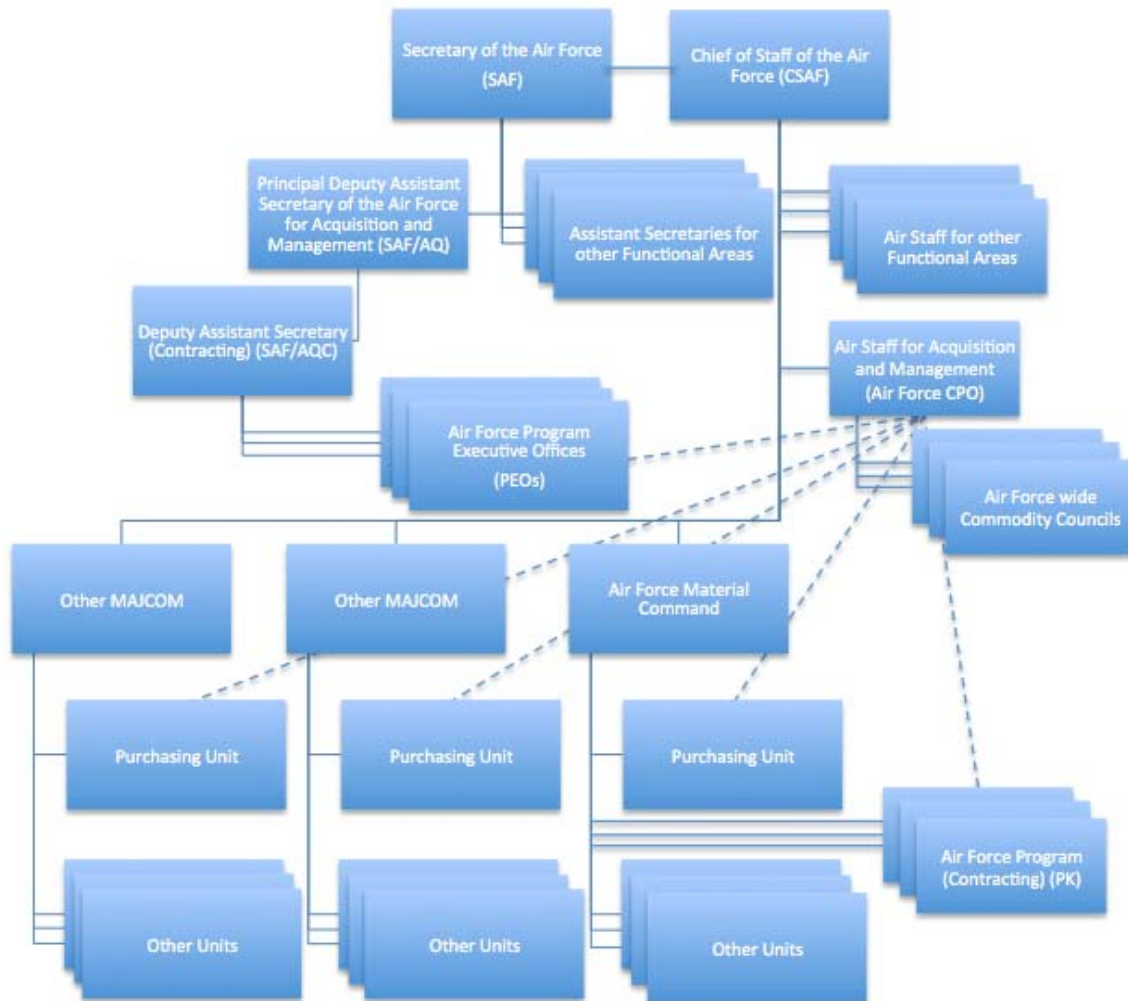 Secretary of the Air Force
(SAF)
Chief of Staff of the Air
Force (CSAF)
Principal Deputy Assistant
Secretary of the Air Force
for Acquisition and
Management (SAF/AQ)
Assistant Secretaries for
other Functional Areas
Air Staff for other
Functional Areas
Deputy Assistant Secretary
(Contracting) (SAF/AQC)
Air Staff for Acquisition
and Management
(Air Force CPO)
Air Force Program
Executive Offices
(PEOs)
Air Force wide
Commodity Councils
Other MAJCOM
Other MAJCOM
Air Force Material
Command
Purchasing Unit
Purchasing Unit
Purchasing Unit
Air Force Program
(Contracting) (PK)
Other Units
Other Units
Other Units